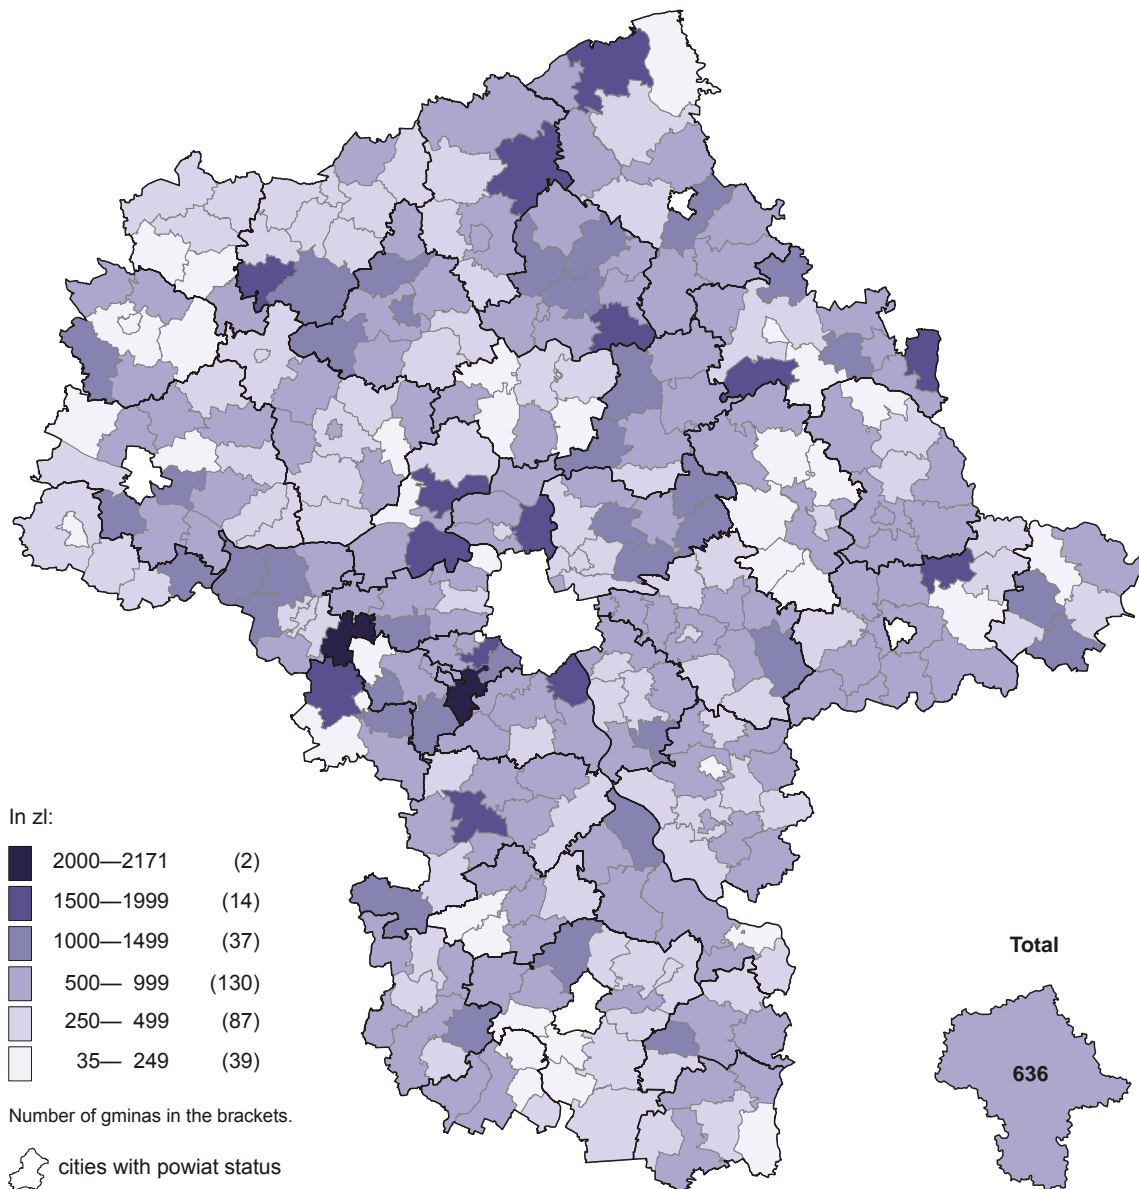 In zl:
2000—2171 (2)
1500—1999 (14)
1000—1499 (37)
500— 999 (130)
250— 499 (87)
35— 249 (39)
Number of gminas in the brackets.
cities with powiat status
Total
636